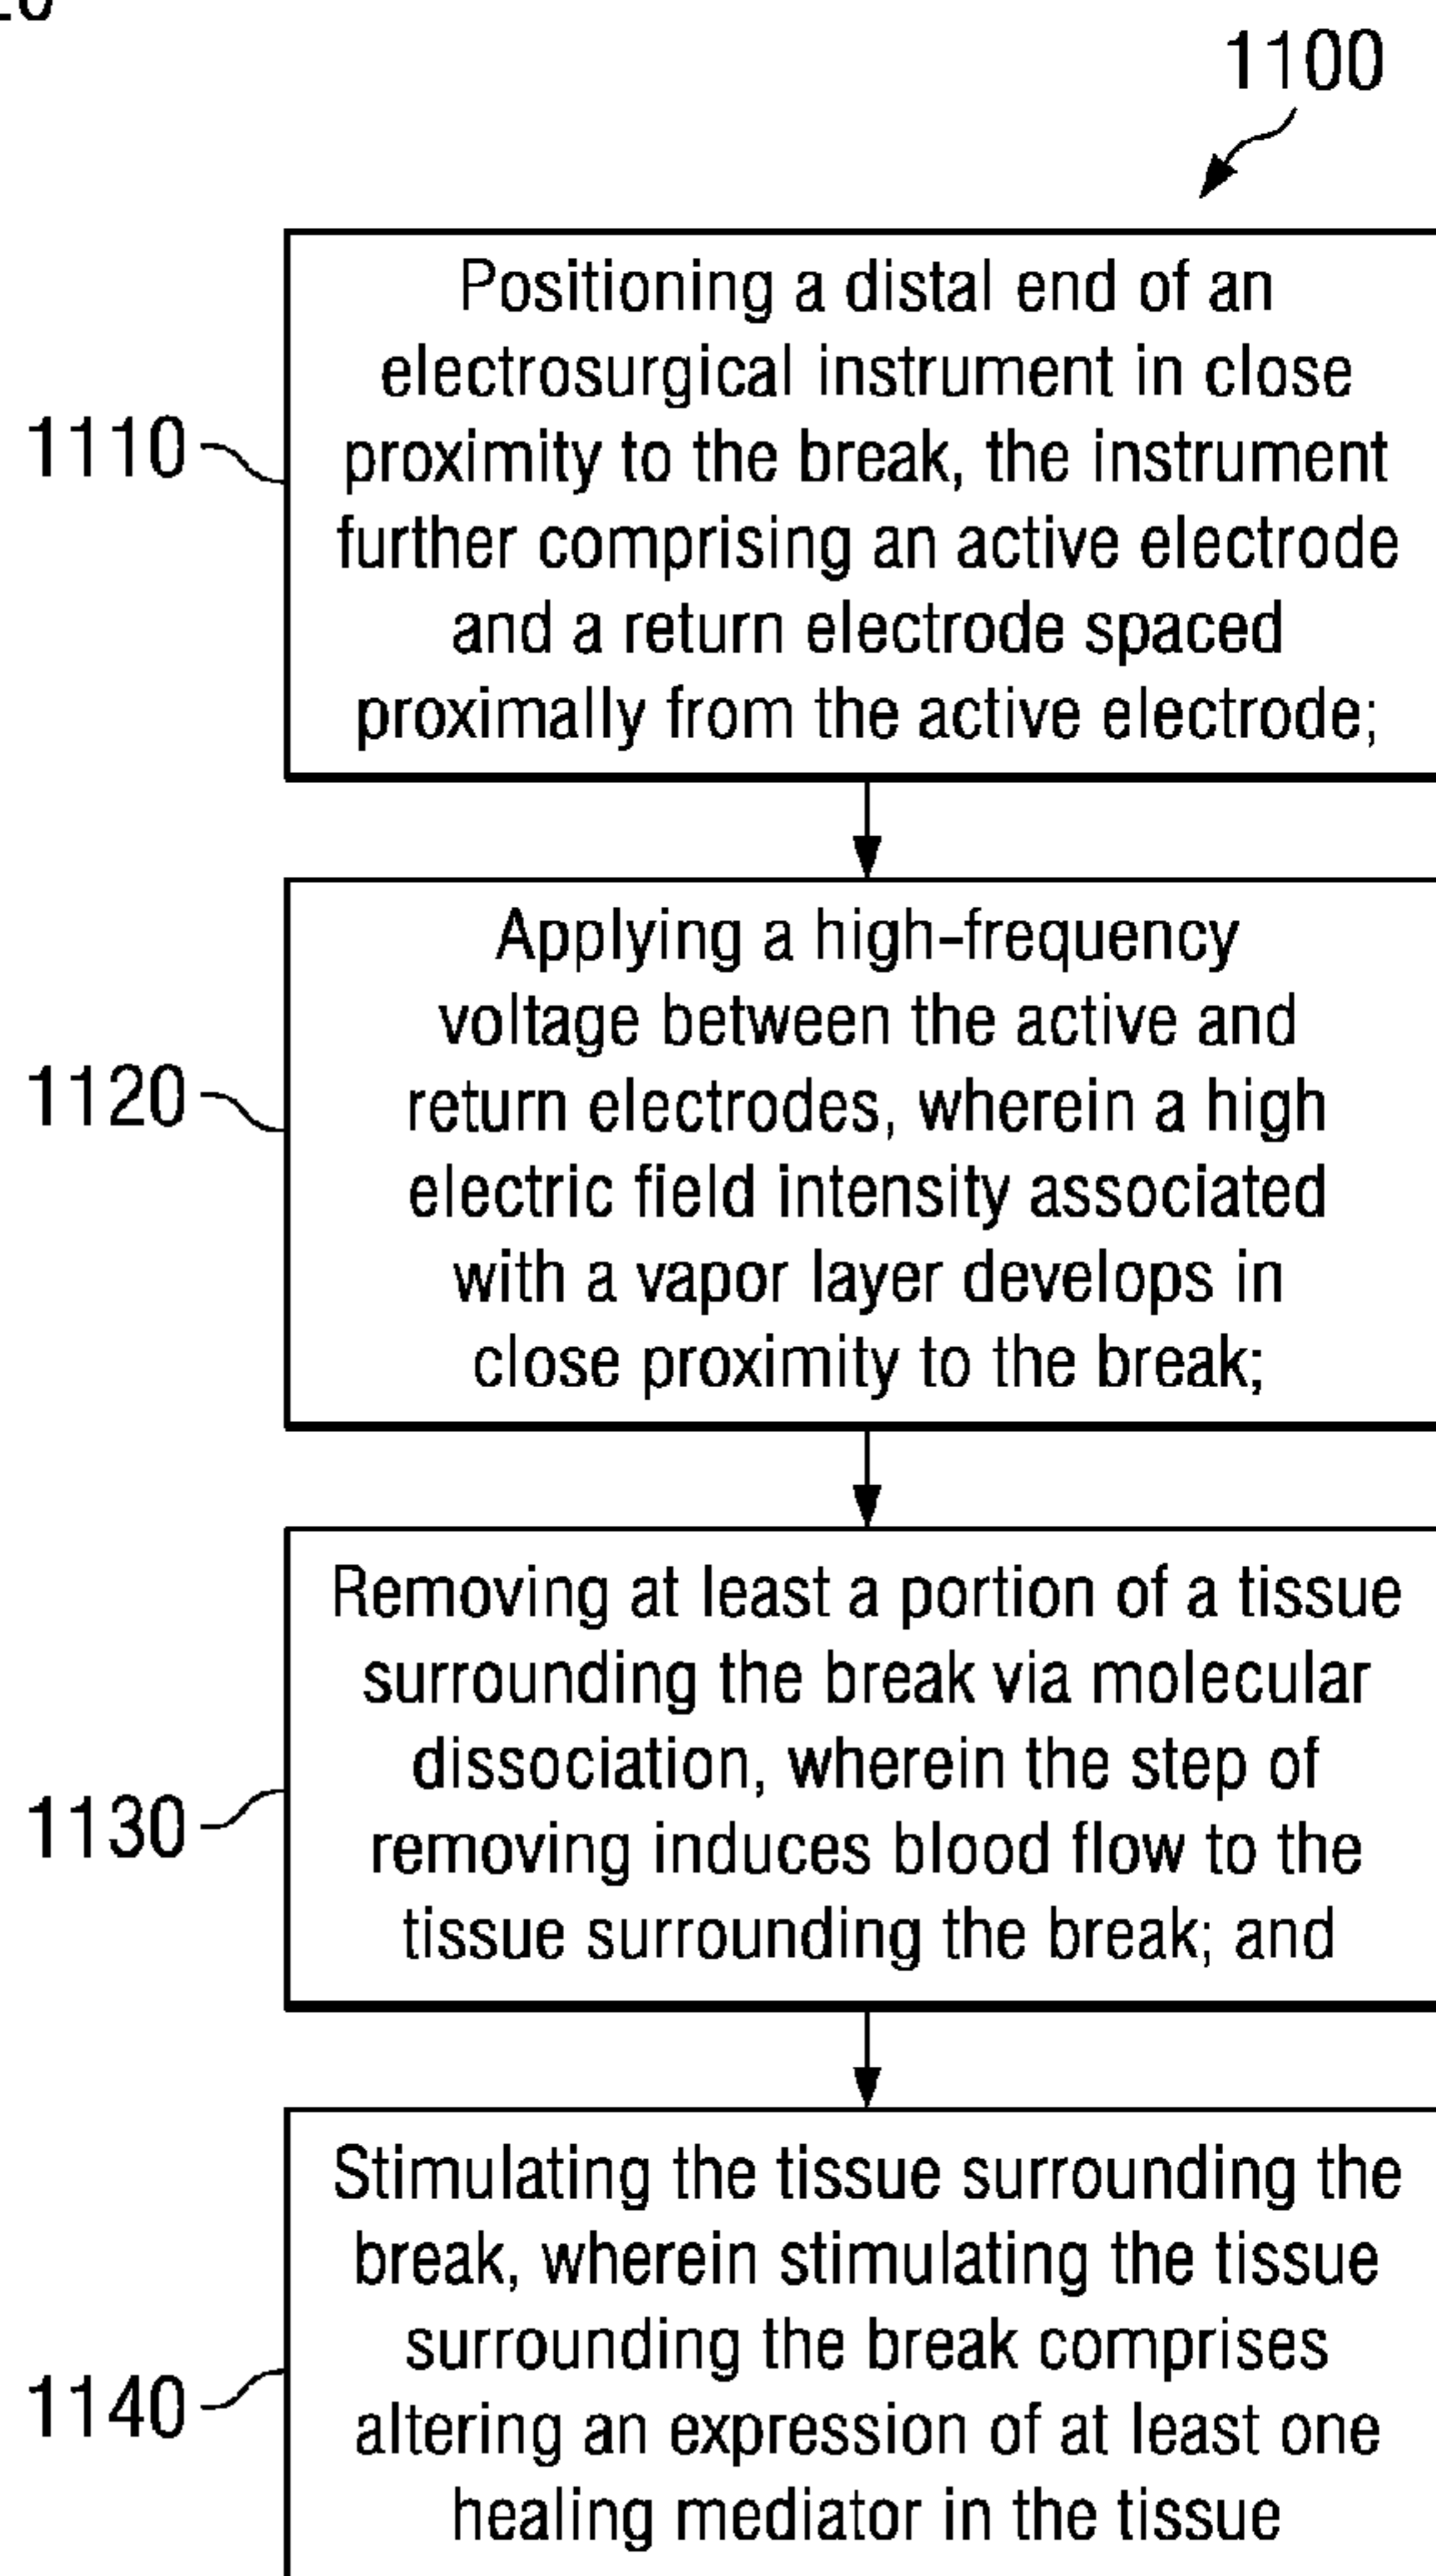 1100
Positioning a distal end of an
electrosurgical instrument in close
1110
proximity to the break, the instrument
further comprising an active electrode
and a return electrode spaced
proximally from the active electrode;
Applying a high-frequency
voltage between the active and
1120
return electrodes, wherein a high
electric field intensity associated
with a vapor layer develops in
close proximity to the break;
Removing at least a portion of a tissue
surrounding the break via molecular
dissociation, wherein the step of
1130
removing induces blood flow to the
tissue surrounding the break; and
Stimulating the tissue surrounding the
break, wherein stimulating the tissue
surrounding the break comprises
1140
altering an expression of at least one
healing mediator in the tissue